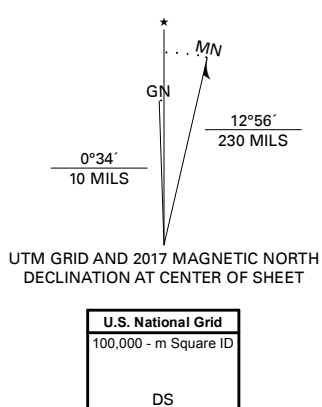 ★
MN
GN
12°56´
230 MILS
0°34´
10 MILS
UTM GRID AND 2017 MAGNETIC NORTH
DECLINATION AT CENTER OF SHEET
U.S. National Grid
100,000 - m Square ID
DS